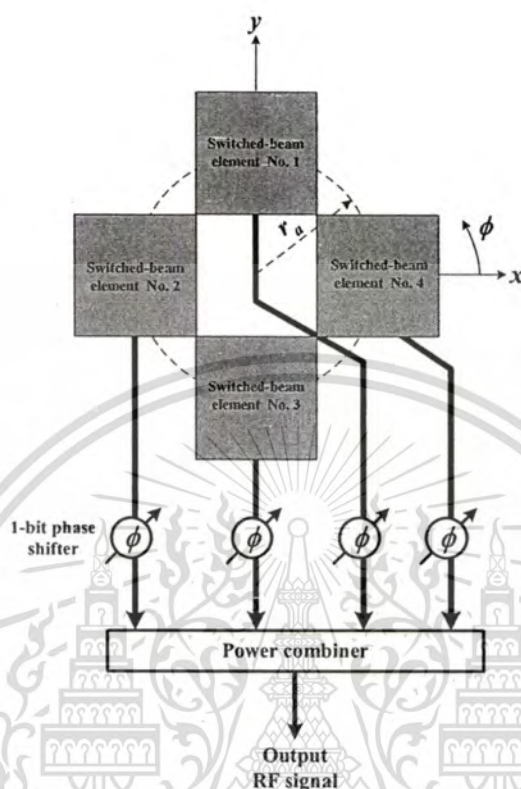 y
Switched-beam
element No. 1
r_a
ϕ
x
Switched-beam
element No. 2
Switched-beam
element No. 4
Switched-beam
element No. 3
1-bit phase
shifter
ϕ ϕ ϕ ϕ
Power combiner
Output
RF signal